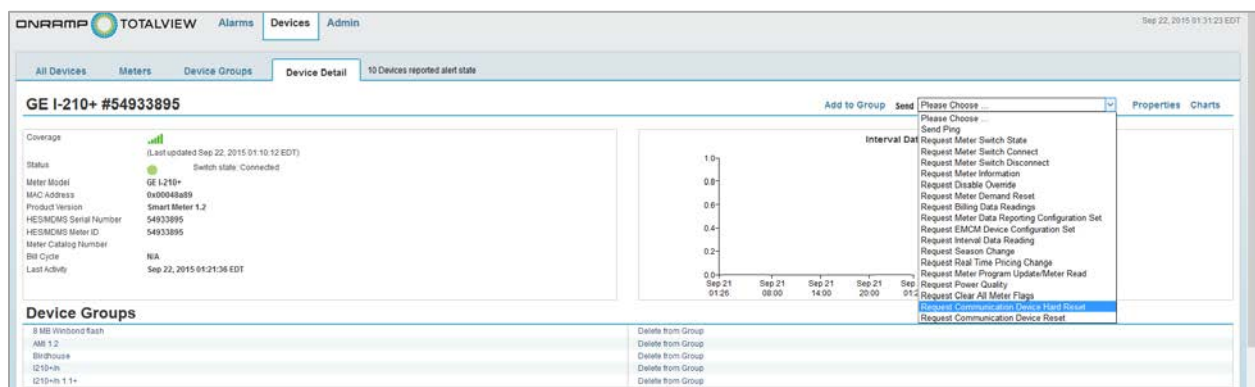 ONRAMP TOTALVIEW Alarms Devices Admin
Sep 22, 2015 01:31:23 EDT
All Devices Meters Device Groups Device Detail 10 Devices reported alert state
GE I-210+ #54933895
Add to Group Send Please Choose ... Properties Charts
Please Choose ...
Send Ping
Request Meter Switch State
Request Meter Switch Connect
Request Meter Switch Disconnect
Request Meter Information
Request Disable Override
Request Meter Demand Reset
Request Billing Data Readings
Request Meter Data Reporting Configuration Set
Request EMCM Device Configuration Set
Request Interval Data Reading
Request Season Change
Request Real Time Pricing Change
Request Meter Program Update/Meter Read
Request Power Quality
Request Clear All Meter Flags
Request Communication Device Hard Reset
Request Communication Device Reset
Coverage
(Last updated Sep 22, 2015 01:10:12 EDT)
Status Switch state: Connected
Meter Model GE I-210+
MAC Address 0x00048a89
Product Version Smart Meter 1.2
HES/MDMS Serial Number 54933895
HES/MDMS Meter ID 54933895
Meter Catalog Number
Bill Cycle N/A
Last Activity Sep 22, 2015 01:21:36 EDT
Interval Dat
1.0
0.8
0.6
0.4
0.2
0.0
Sep 21 Sep 21 Sep 21 Sep 21 Sep
01:26 08:00 14:00 20:00 01:2
Device Groups
8 MB Winbond flash Delete from Group
AMI 1.2 Delete from Group
Birdhouse Delete from Group
I210+/n Delete from Group
I210+/n 1.1+ Delete from Group